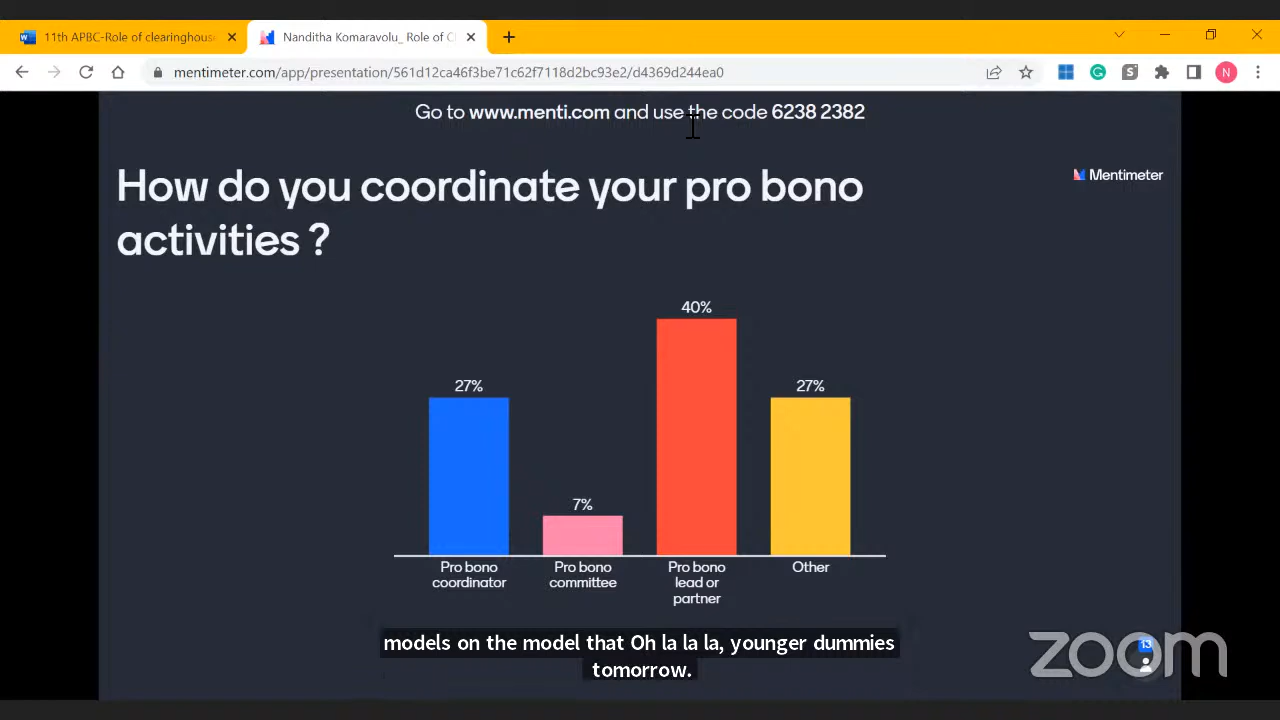 11th APBC-Role of clearinghouse
Nanditha Komaravolu_ Role of C
mentimeter.com/app/presentation/561d12ca46f3be71c62f7118d2bc93e2/d4369d244ea0
N
Go to www.menti.com and use the code 6238 2382
How do you coordinate your pro bono
activities ?
Mentimeter
27%
7%
40%
27%
Pro bono
coordinator
Pro bono
committee
Pro bono
lead or
partner
Other
models on the model that Oh la la la, younger dummies
tomorrow.
13
zoom